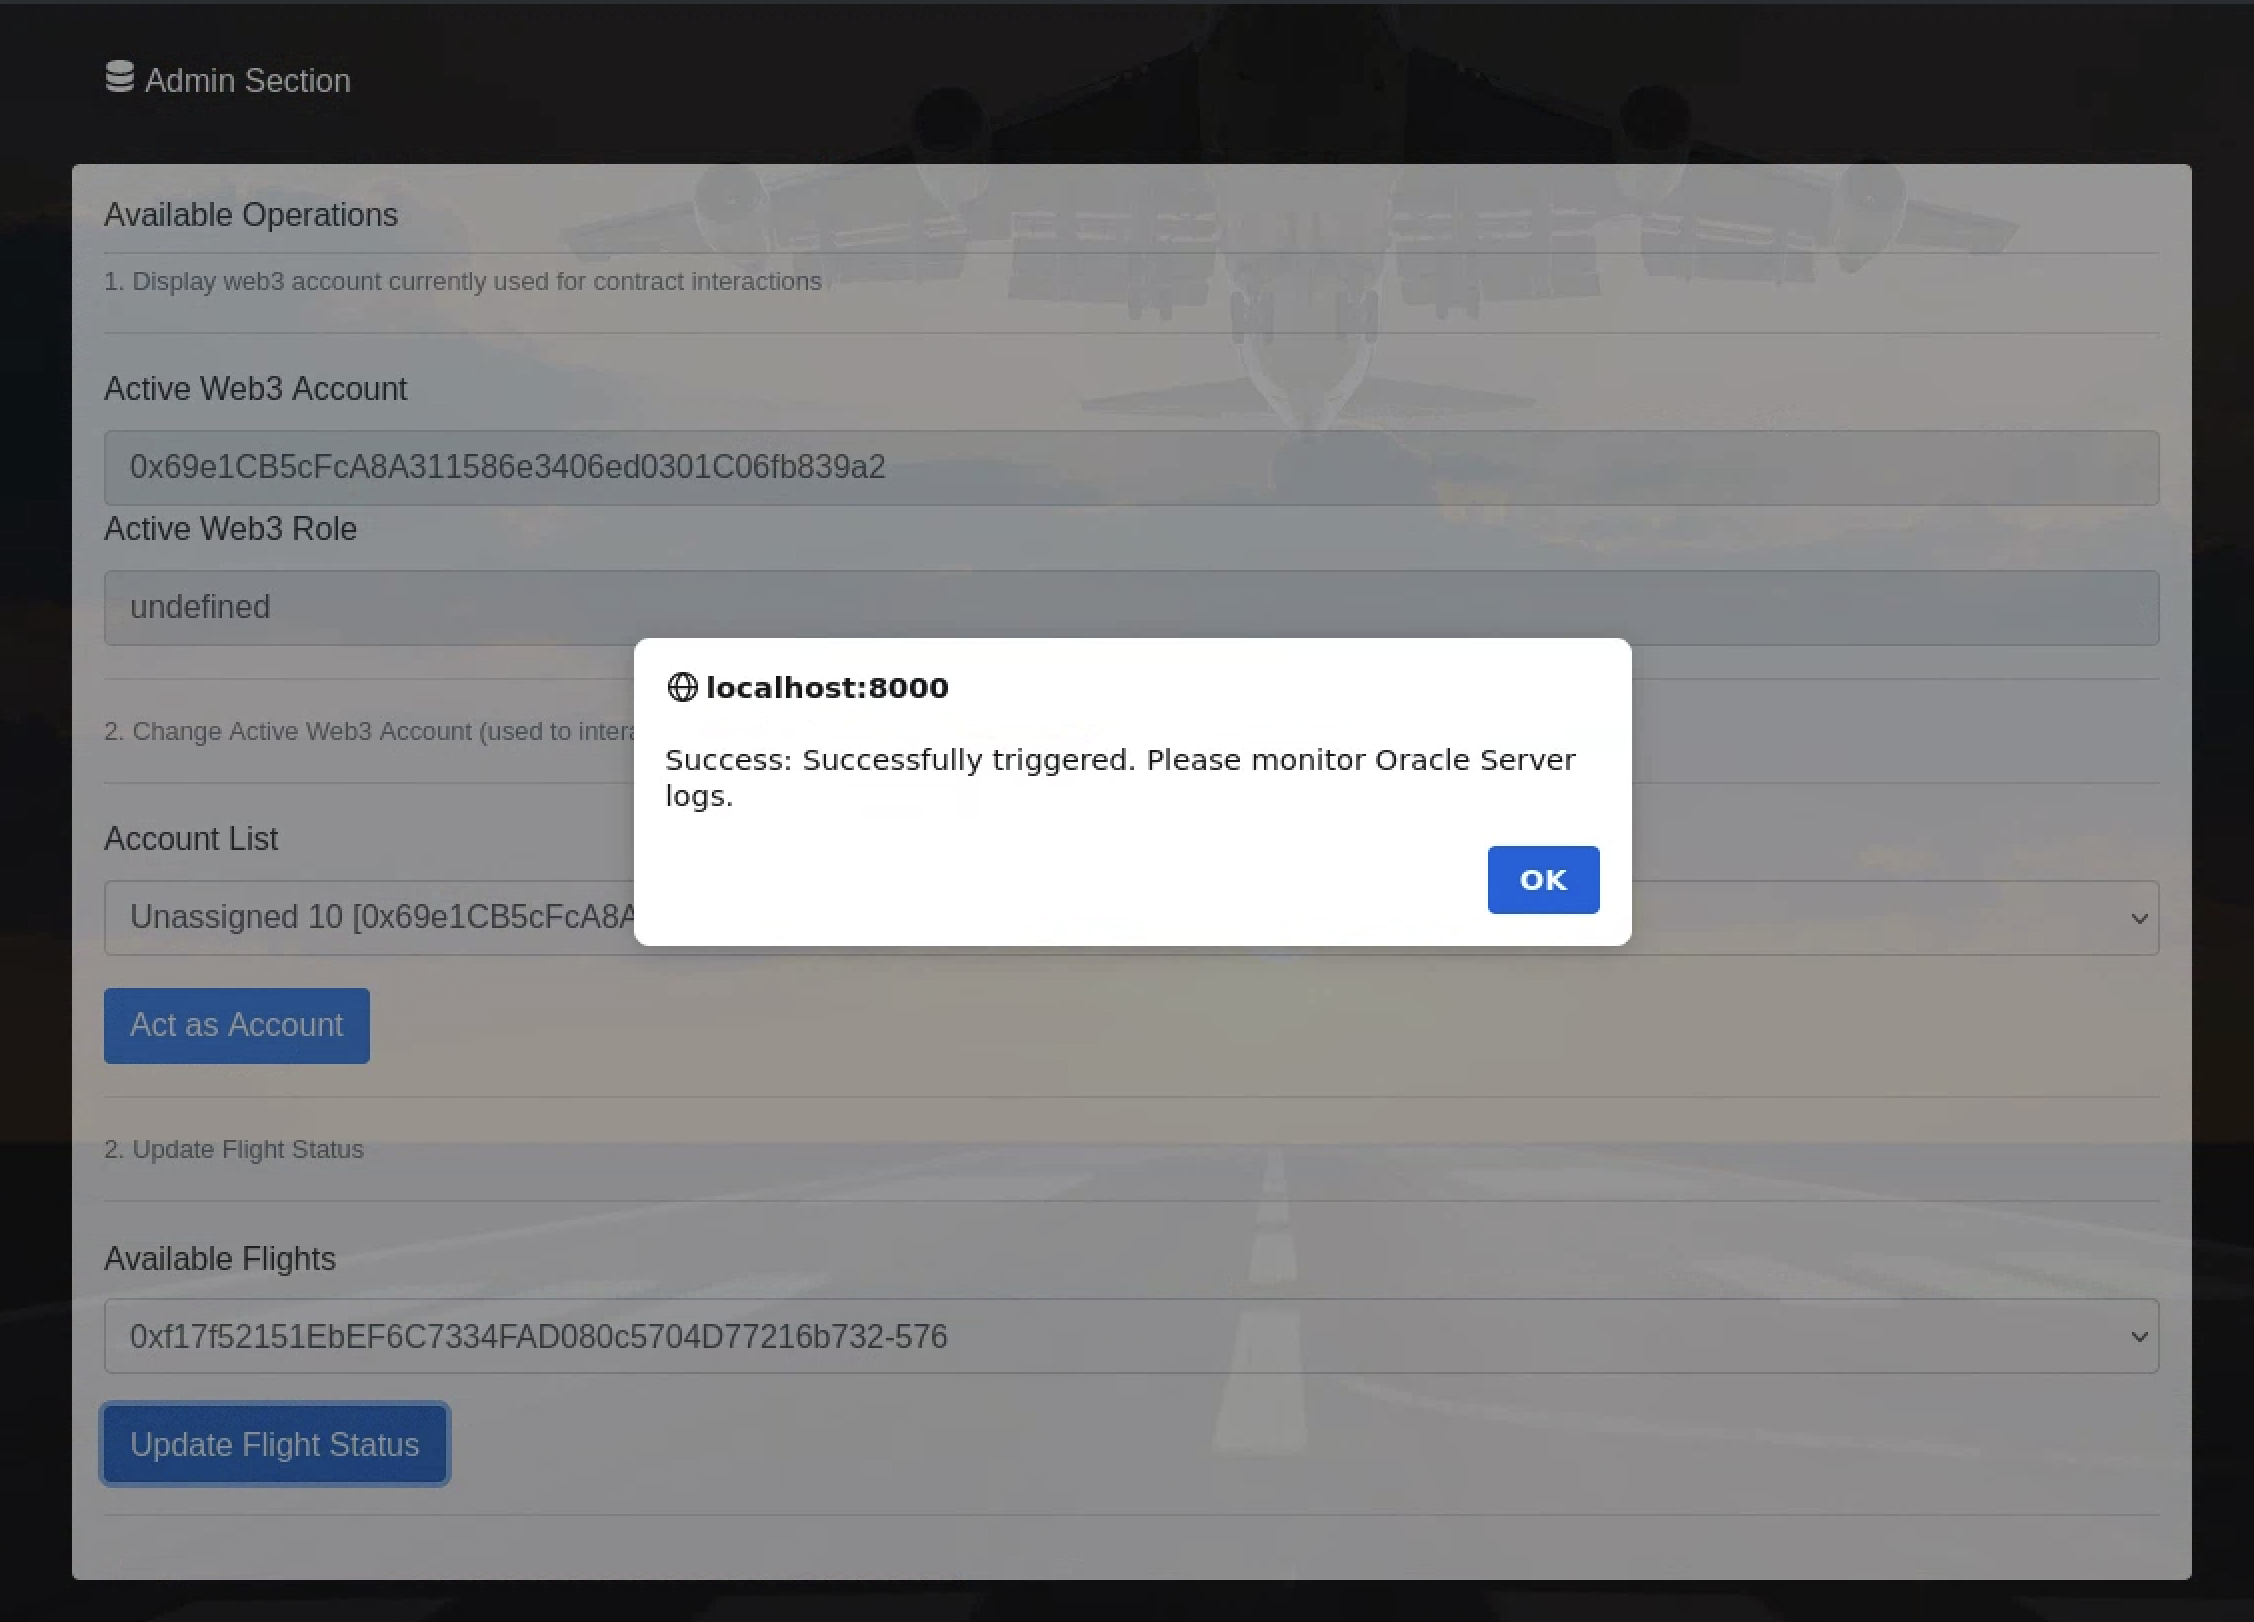 Admin Section
Available Operations
1. Display web3 account currently used for contract interactions
Active Web3 Account
0x69e1CB5cFcA8A311586e3406ed0301C06fb839a2
Active Web3 Role
undefined
2. Change Active Web3 Account (used to
localhost:8000
Success: Successfully triggered. Please monitor Oracle Server
logs.
OK
Account List
Unassigned 10 [0x69e1CB5cFcA8A
Act as Account
2. Update Flight Status
Available Flights
0xf17f52151EbEF6C7334FAD080c5704D77216b732-576
Update Flight Status